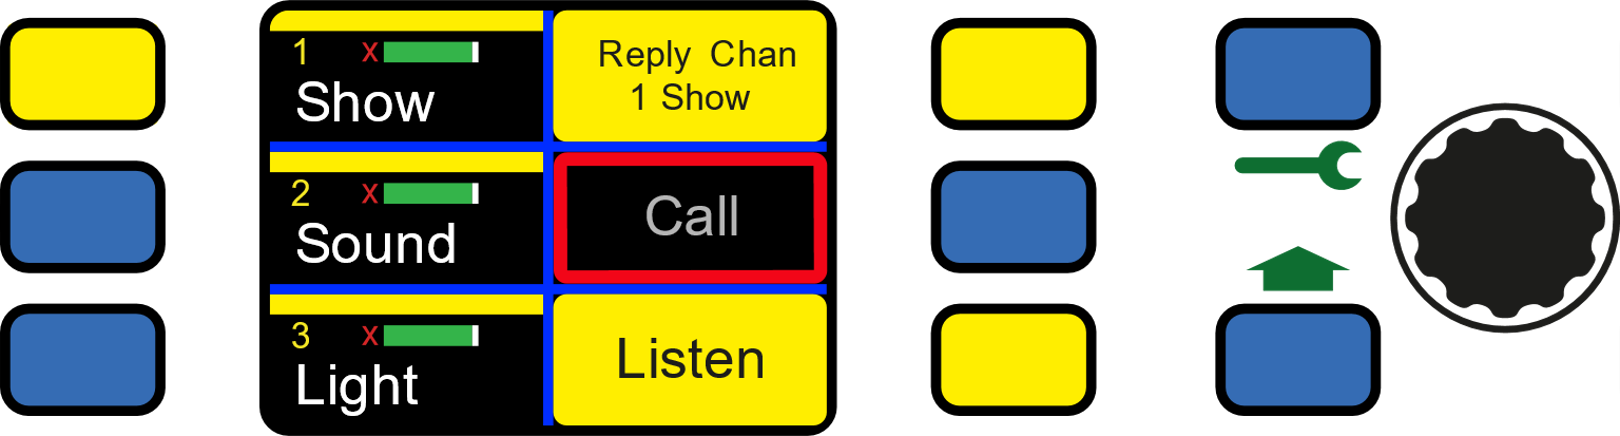 1 X
Show
Reply Chan
1 Show
2 X
Sound
Call
3 X
Light
Listen